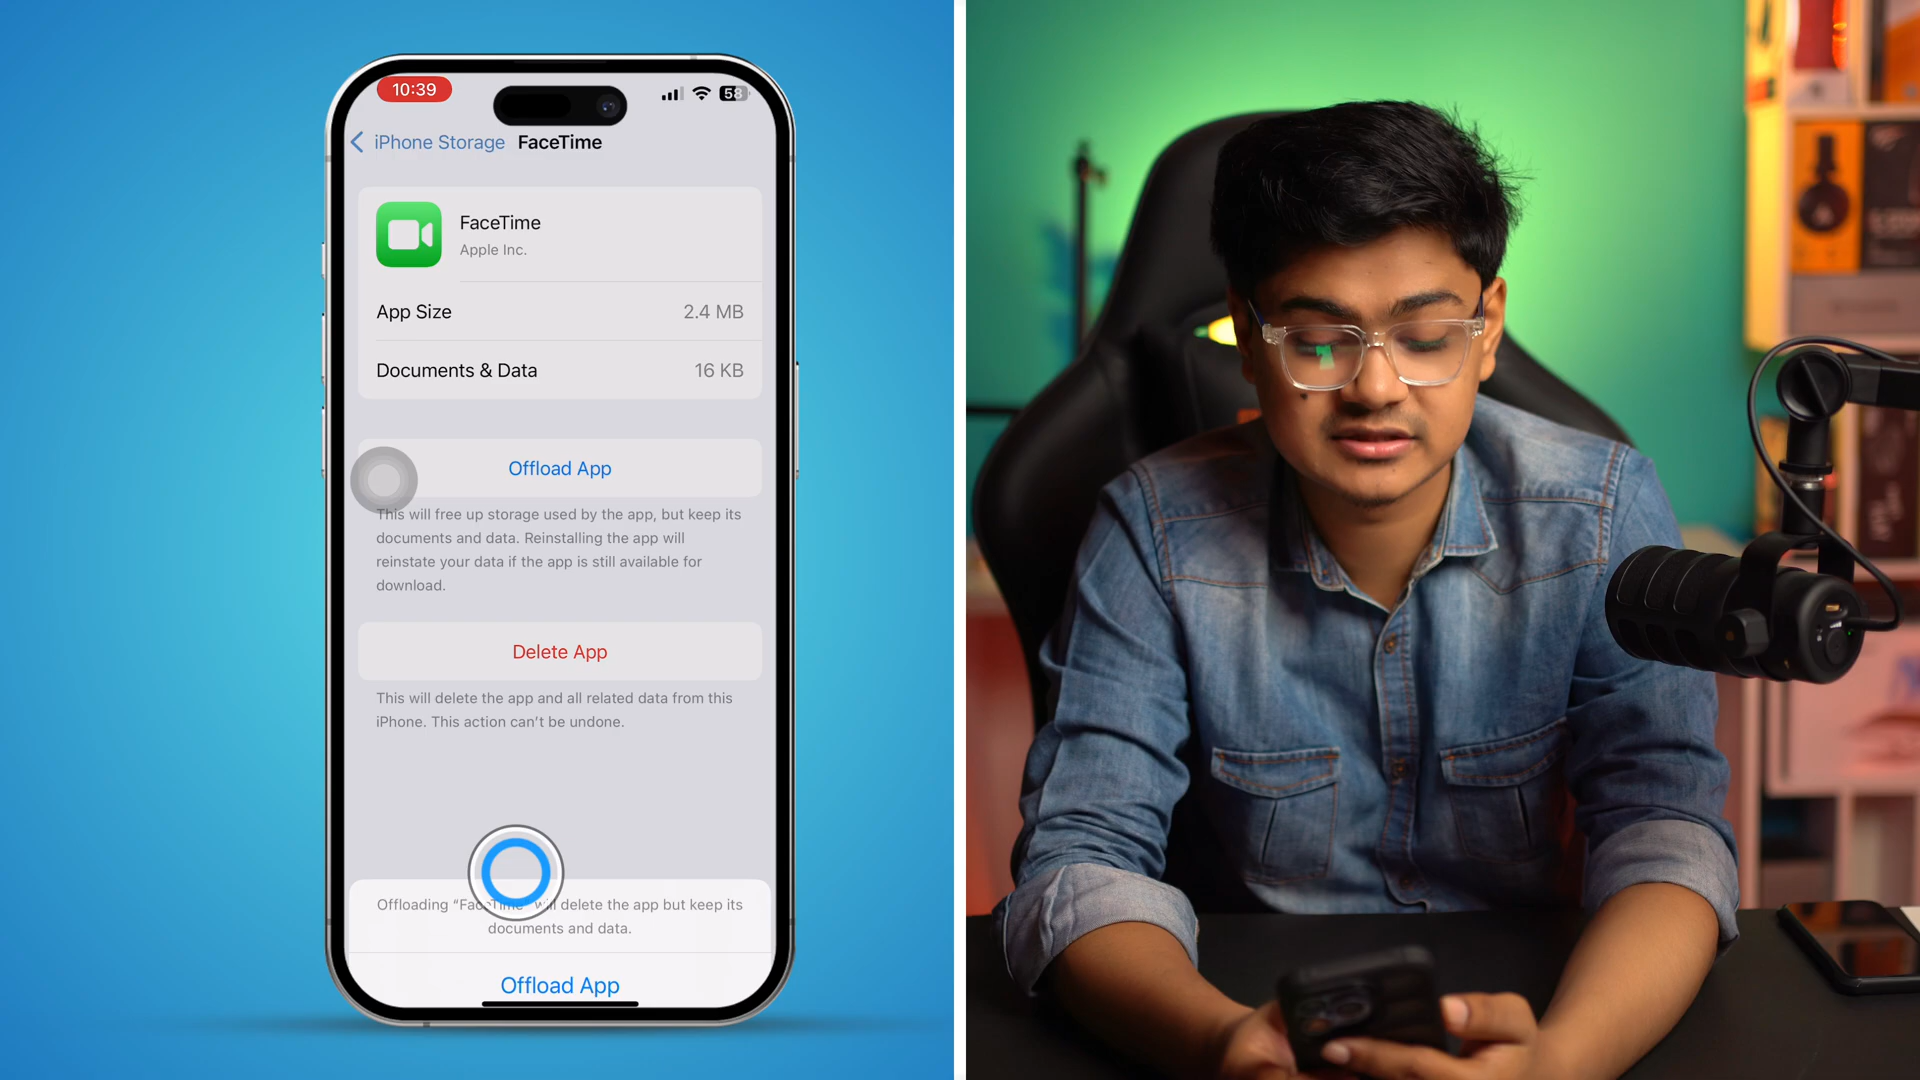 10:39
58
iPhone Storage FaceTime
FaceTime
Apple Inc.
App Size 2.4 MB
Documents & Data 16 KB
Offload App
This will free up storage used by the app, but keep its
documents and data. Reinstalling the app will
reinstate your data if the app is still available for
download.
Delete App
This will delete the app and all related data from this
iPhone. This action can't be undone.
Offloading “FaceTime” will delete the app but keep its
documents and data.
Offload App